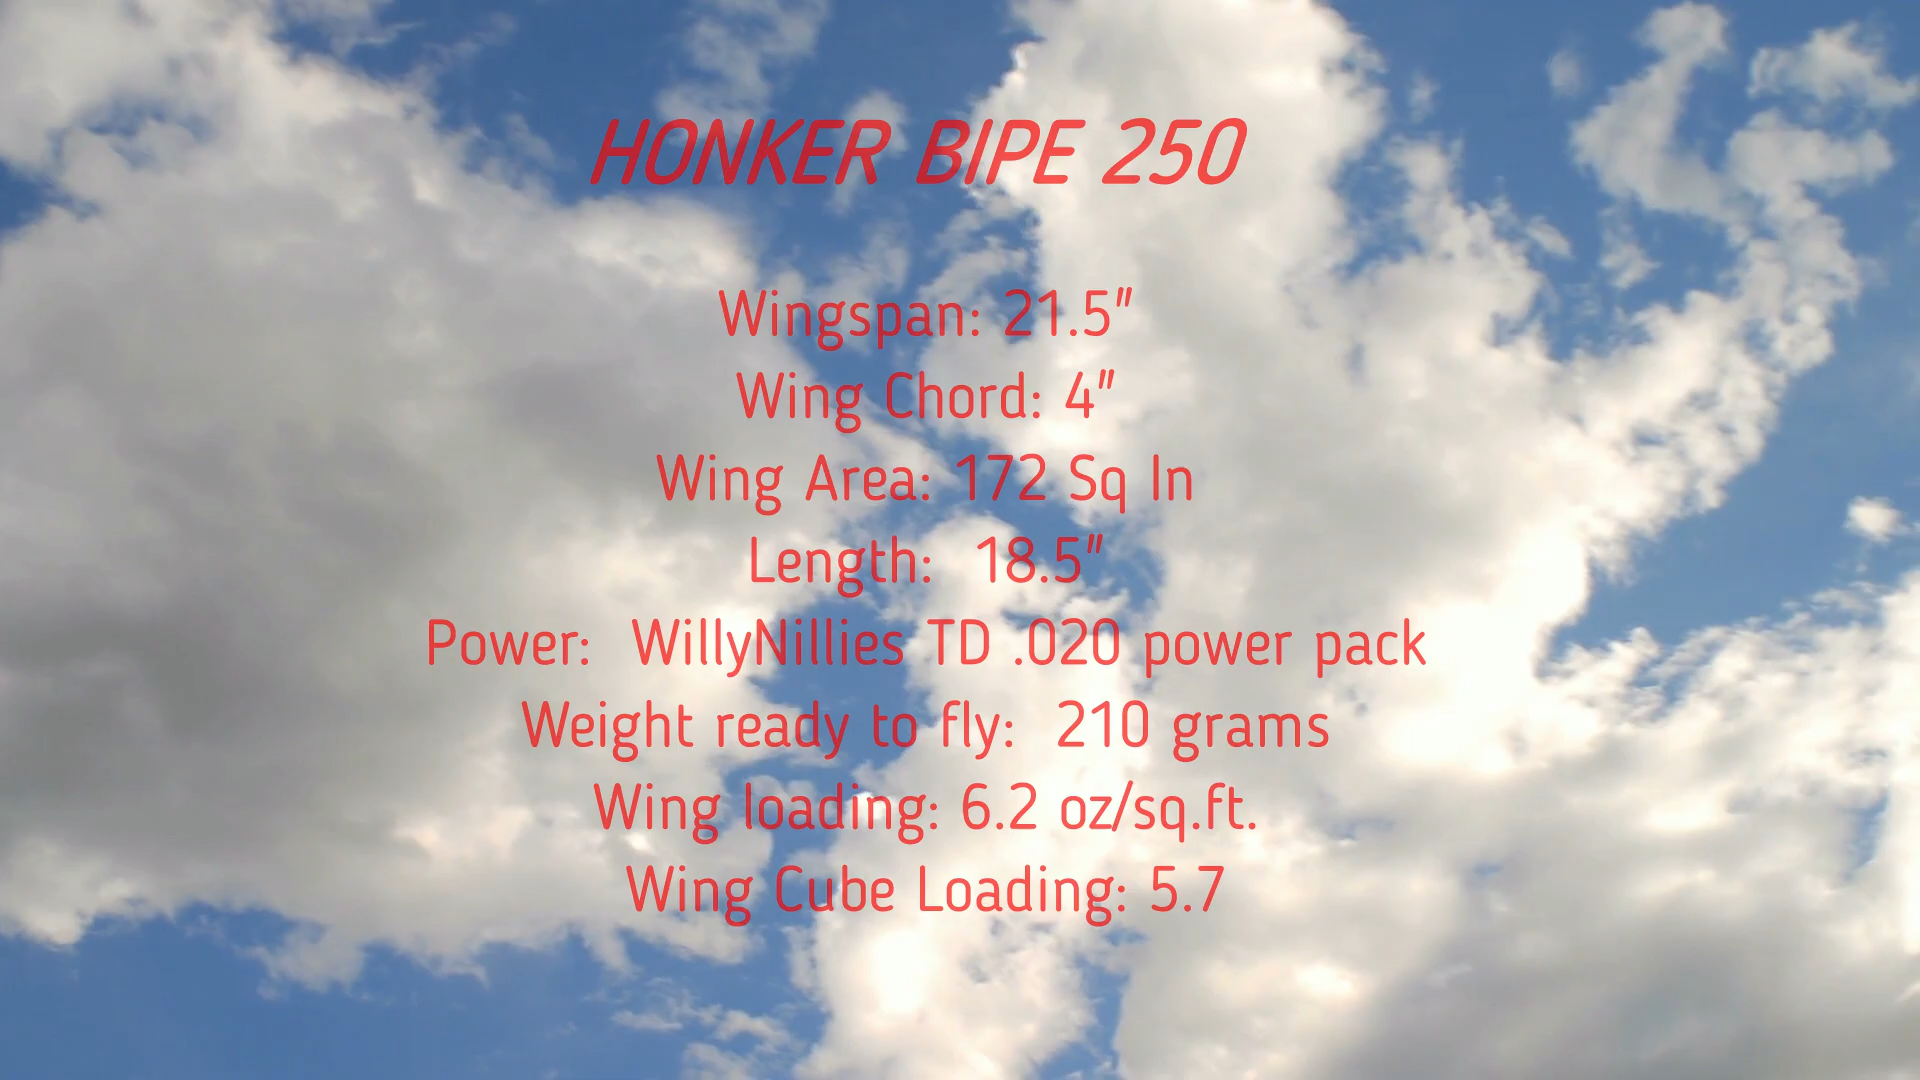 HONKER BIPE 250
Wingspan: 21.5"
Wing Chord: 4"
Wing Area: 172 Sq In
Length: 18.5"
Power: WillyNillies TD .020 power pack
Weight ready to fly: 210 grams
Wing loading: 6.2 oz/sq.ft.
Wing Cube Loading: 5.7